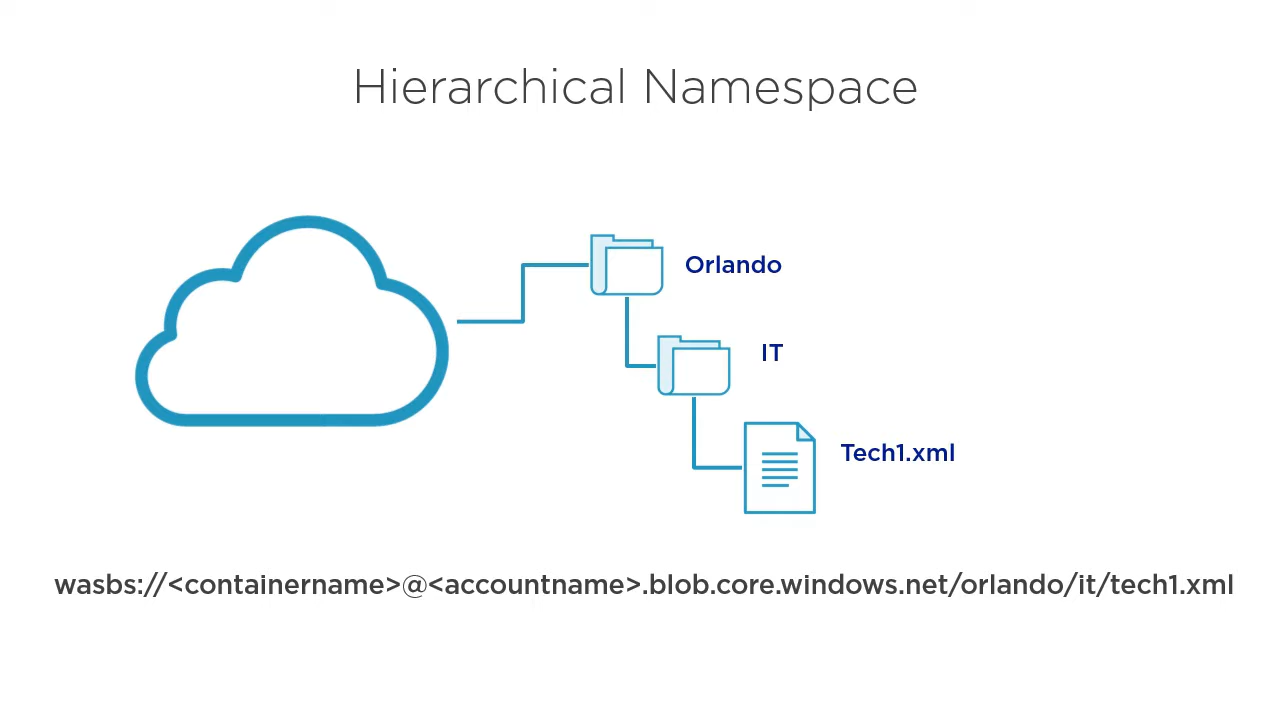 Hierarchical Namespace
Orlando
IT
Tech1.xml
wasbs://<containername>@<accountname>.blob.core.windows.net/orlando/it/tech1.xml